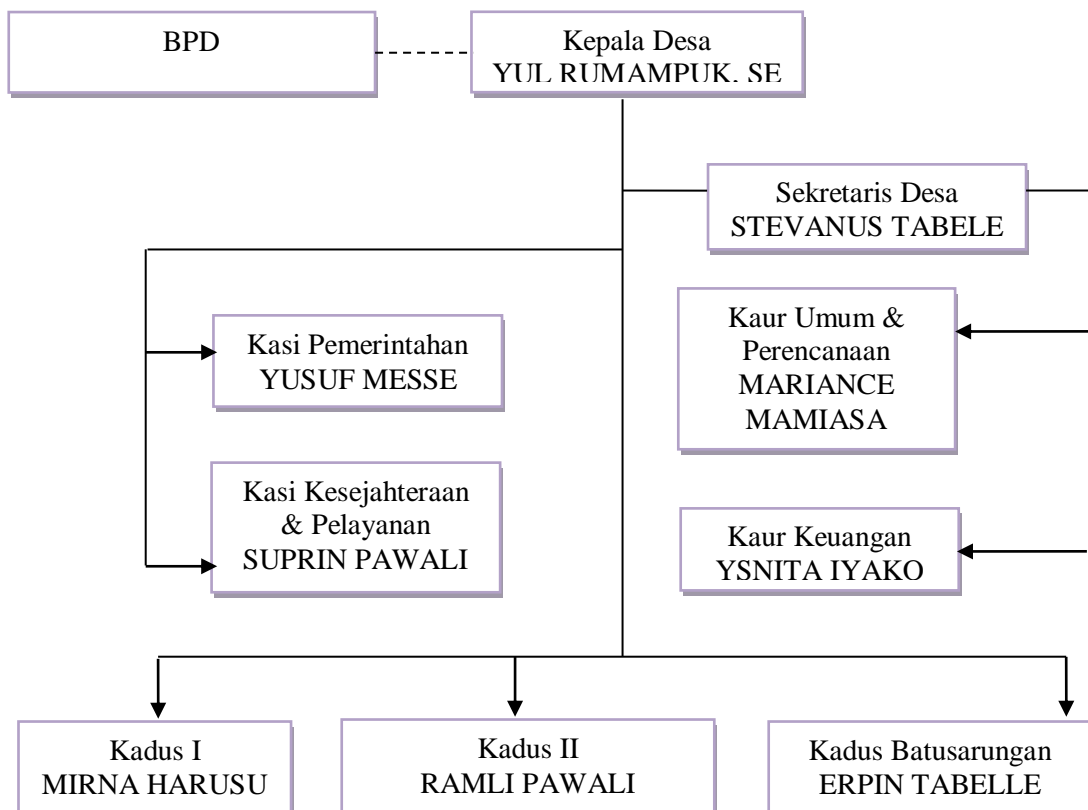 BPD
Kepala Desa
YUL RUMAMPUK. SE
Sekretaris Desa
STEVANUS TABELE
Kasi Pemerintahan
YUSUF MESSE
Kaur Umum &
Perencanaan
MARIANCE
MAMIASA
Kasi Kesejahteraan
& Pelayanan
SUPRIN PAWALI
Kaur Keuangan
YSNITA IYAKO
Kadus I
MIRNA HARUSU
Kadus II
RAMLI PAWALI
Kadus Batusarungan
ERPIN TABELLE